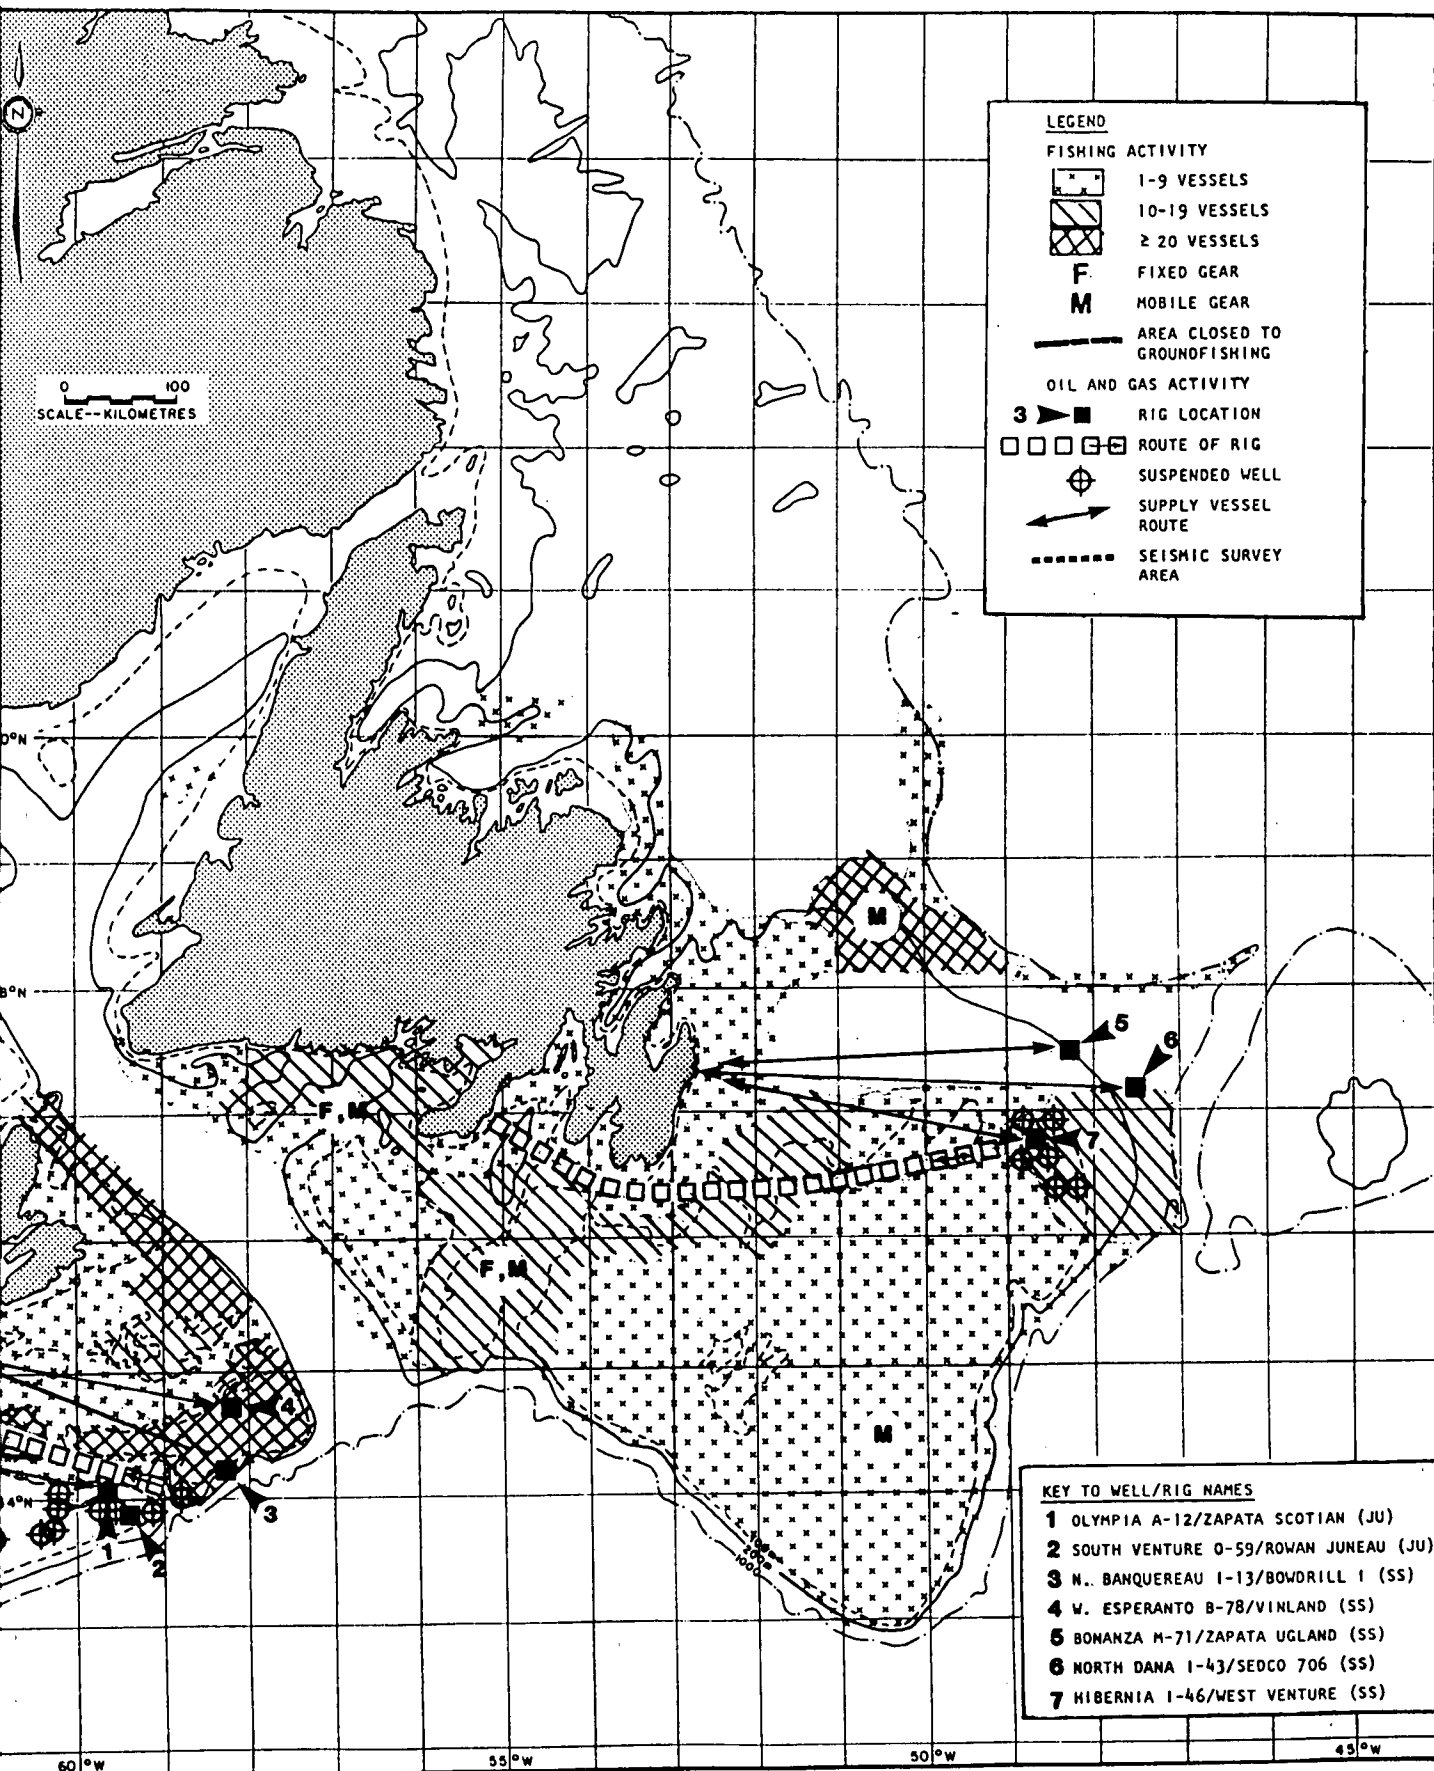 LEGEND
FISHING ACTIVITY
1-9 VESSELS
10-19 VESSELS
≥ 20 VESSELS
F FIXED GEAR
M MOBILE GEAR
AREA CLOSED TO
GROUNDFISHING
OIL AND GAS ACTIVITY
3 RIG LOCATION
ROUTE OF RIG
SUSPENDED WELL
SUPPLY VESSEL
ROUTE
SEISMIC SURVEY
AREA
N
0 100
SCALE--KILOMETRES
0°N
M
8°N
5
6
F,M
7
F,M
4
M
4°N
3
1
2
200m
1000
KEY TO WELL/RIG NAMES
1 OLYMPIA A-12/ZAPATA SCOTIAN (JU)
2 SOUTH VENTURE O-59/ROWAN JUNEAU (JU)
3 N. BANQUEREAU I-13/BOWDRILL I (SS)
4 W. ESPERANTO B-78/VINLAND (SS)
5 BONANZA M-71/ZAPATA UGLAND (SS)
6 NORTH DANA I-43/SEDCO 706 (SS)
7 HIBERNIA I-46/WEST VENTURE (SS)
60°W 55°W 50°W 45°W